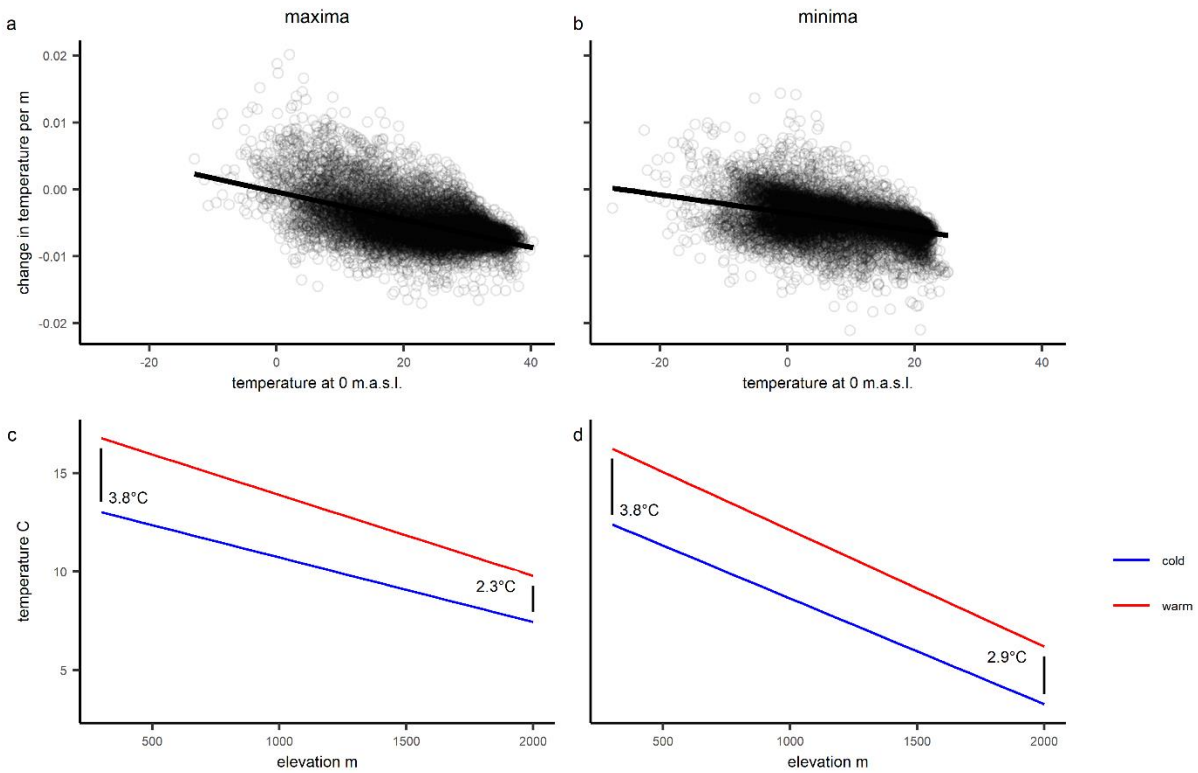 maxima
minima
a
b
change in temperature per m
0.02
0.01
0.00
-0.01
-0.02
-20
0
20
40
-20
0
20
40
temperature at 0 m.a.s.l.
temperature at 0 m.a.s.l.
c
d
temperature C
15
10
5
3.8°C
2.3°C
3.8°C
2.9°C
cold
warm
500
1000
1500
2000
500
1000
1500
2000
elevation m
elevation m